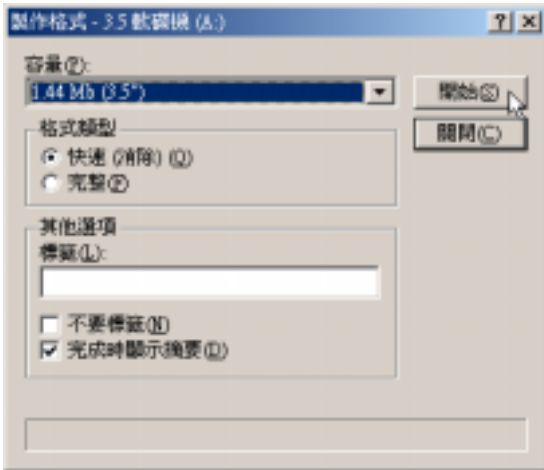 製作格式 - 3.5 軟碟機 (A:)
容量(P):
1.44 Mb (3.5")
開始(S)
格式類型
關閉(C)
快速 (消除) (Q)
完整(F)
其他選項
標籤(L):
不要標籤(N)
完成時顯示摘要(D)